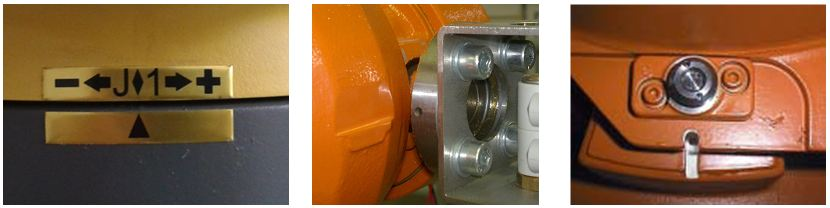 − ← J♦1 → +
▲